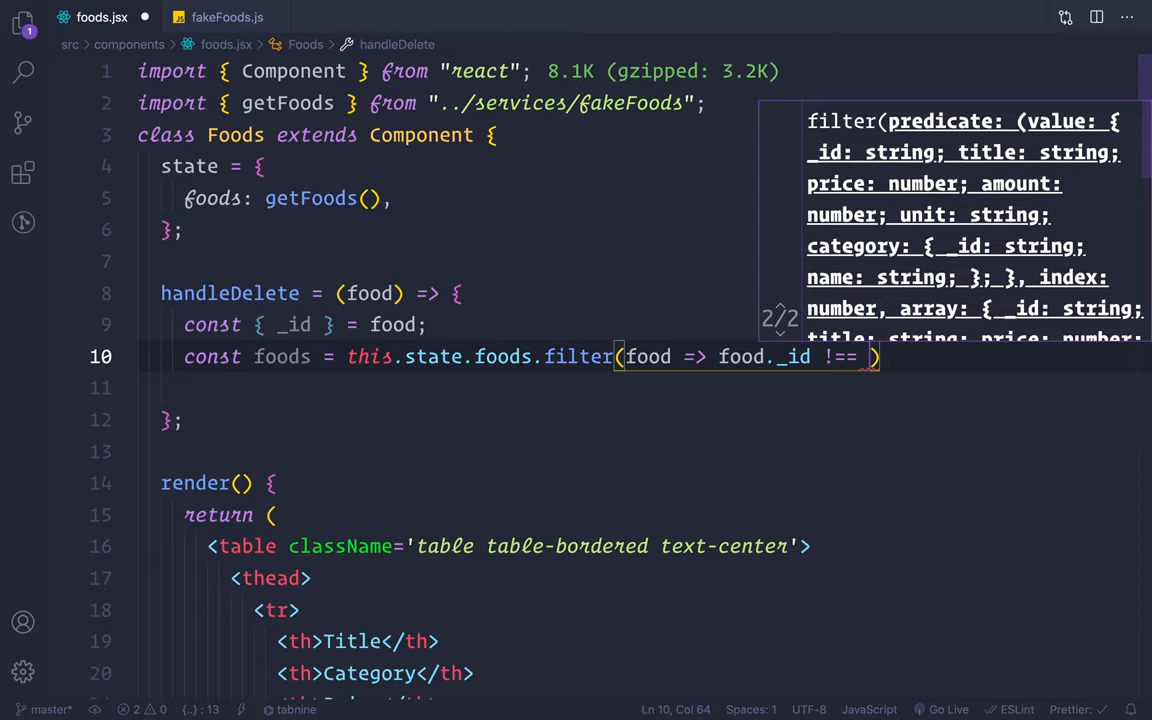 foods.jsx
fakeFoods.js
1
src > components > foods.jsx > Foods > handleDelete
1 import { Component } from "react"; 8.1K (gzipped: 3.2K)
2 import { getFoods } from "../services/fakeFoods";
3 class Foods extends Component {
4 state = {
5 foods: getFoods(),
6 };
7
8 handleDelete = (food) => {
9 const { _id } = food;
10 const foods = this.state.foods.filter(food => food._id !== )
11
12 };
13
14 render() {
15 return (
16 <table className='table table-bordered text-center'>
17 <thead>
18 <tr>
19 <th>Title</th>
20 <th>Category</th>
filter(predicate: (value: {
_id: string; title: string;
price: number; amount:
number; unit: string;
category: { _id: string;
name: string; }; }, index:
number, array: { _id: string;
title: string; price: number;
2/2
master* 2 0 {..} : 13 tabnine Ln 10, Col 64 Spaces: 1 UTF-8 JavaScript Go Live ESLint Prettier: